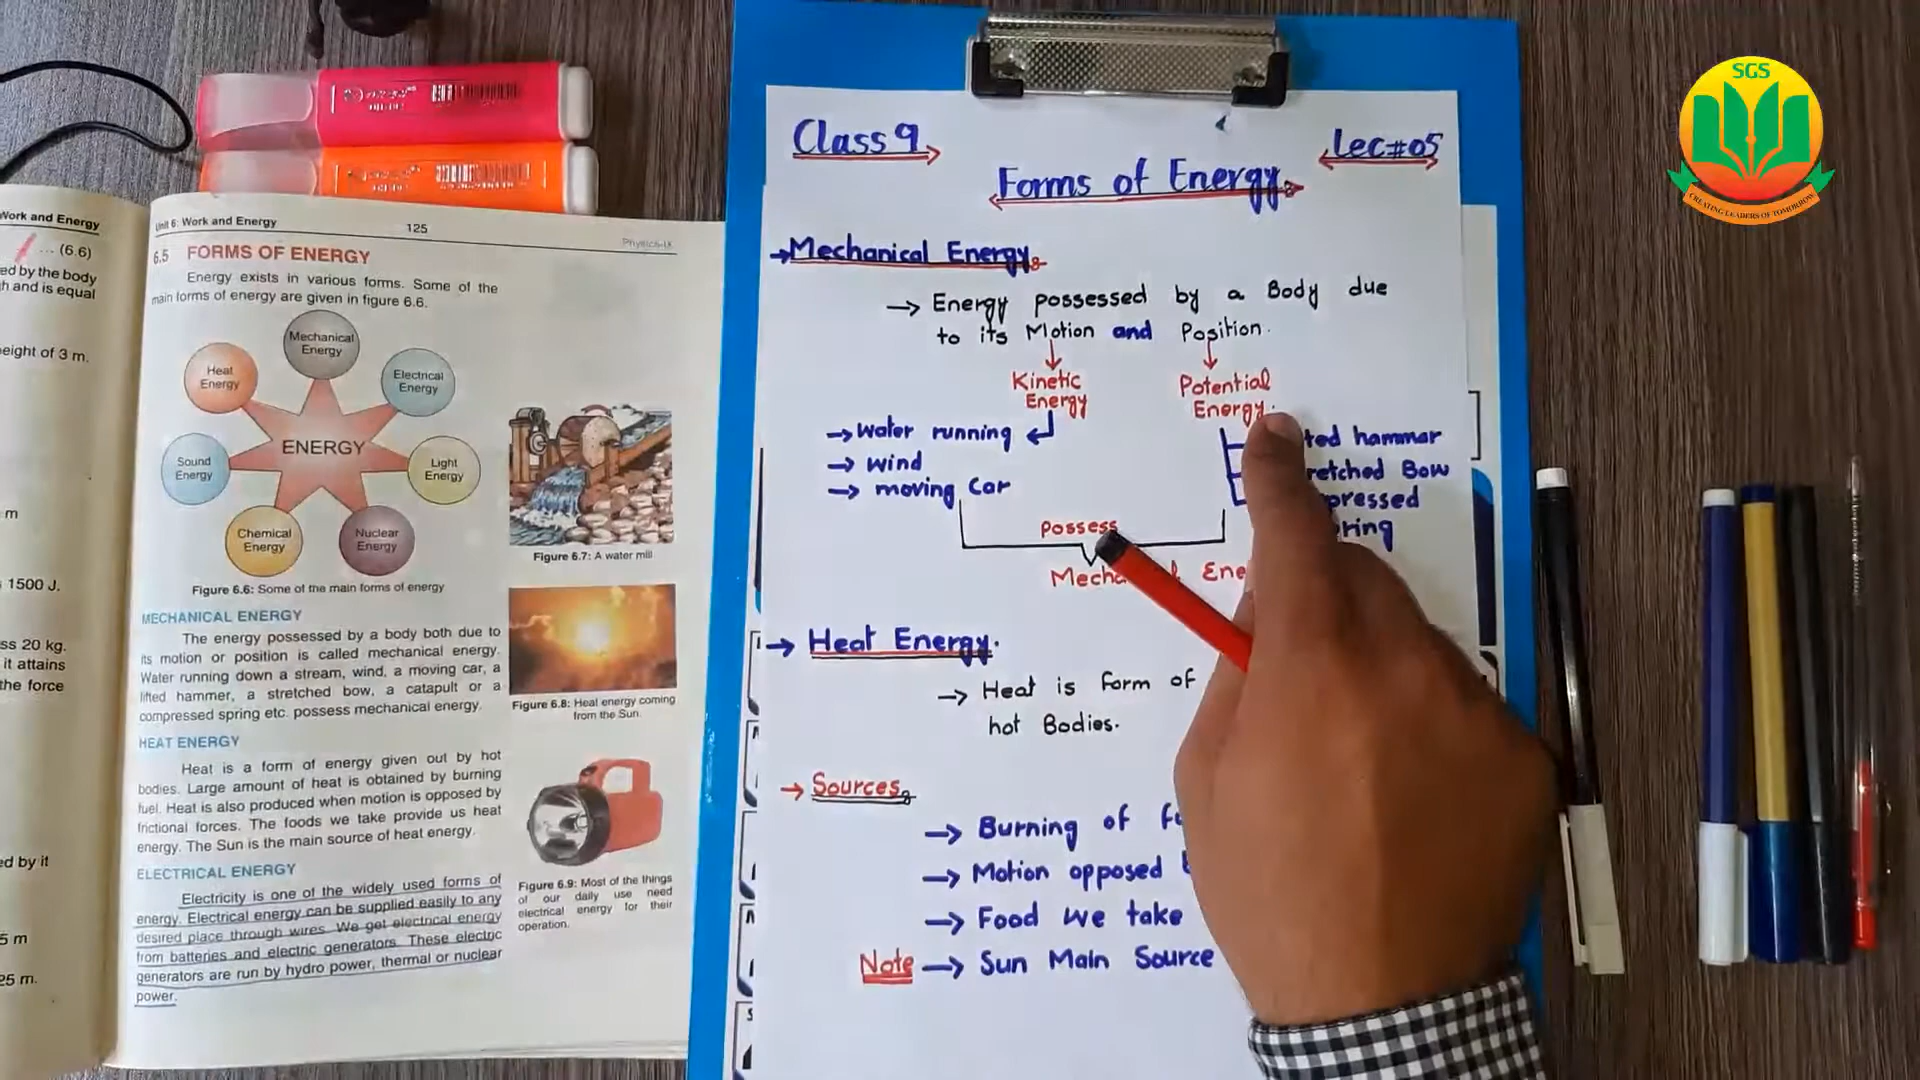 SGS
CREATING LEADERS OF TOMORROW
Work and Energy
... (6.6)
ed by the body
h and is equal
eight of 3 m.
m
1500 J.
ss 20 kg.
it attains
the force
ed by it
5 m
25 m.
Unit 6: Work and Energy
125
Physics-IX
6.5 FORMS OF ENERGY
Energy exists in various forms. Some of the
main forms of energy are given in figure 6.6.
Mechanical
Energy
Heat
Energy
Electrical
Energy
ENERGY
Sound
Energy
Light
Energy
Chemical
Energy
Nuclear
Energy
Figure 6.6: Some of the main forms of energy
MECHANICAL ENERGY
The energy possessed by a body both due to
its motion or position is called mechanical energy.
Water running down a stream, wind, a moving car, a
lifted hammer, a stretched bow, a catapult or a
compressed spring etc. possess mechanical energy.
HEAT ENERGY
Heat is a form of energy given out by hot
bodies. Large amount of heat is obtained by burning
fuel. Heat is also produced when motion is opposed by
frictional forces. The foods we take provide us heat
energy. The Sun is the main source of heat energy.
ELECTRICAL ENERGY
Electricity is one of the widely used forms of
energy. Electrical energy can be supplied easily to any
desired place through wires. We get electrical energy
from batteries and electric generators. These electric
generators are run by hydro power, thermal or nuclear
power.
Figure 6.7: A water mill
Figure 6.8: Heat energy coming
from the Sun.
Figure 6.9: Most of the things
of our daily use need
electrical energy for their
operation.
Class 9
Lec#05
Forms of Energy
→ Mechanical Energy
→ Energy possessed by a Body due
to its Motion and Position.
Kinetic
Energy
Potential
Energy.
→ Water running
→ wind
→ moving Car
ted hammar
retched Bow
pressed
ring
Possess
Mecha l Ene
→ Heat Energy.
→ Heat is form of
hot Bodies.
→ Sources
→ Burning of fu
→ Motion opposed b
→ Food we take
Note → Sun Main Source